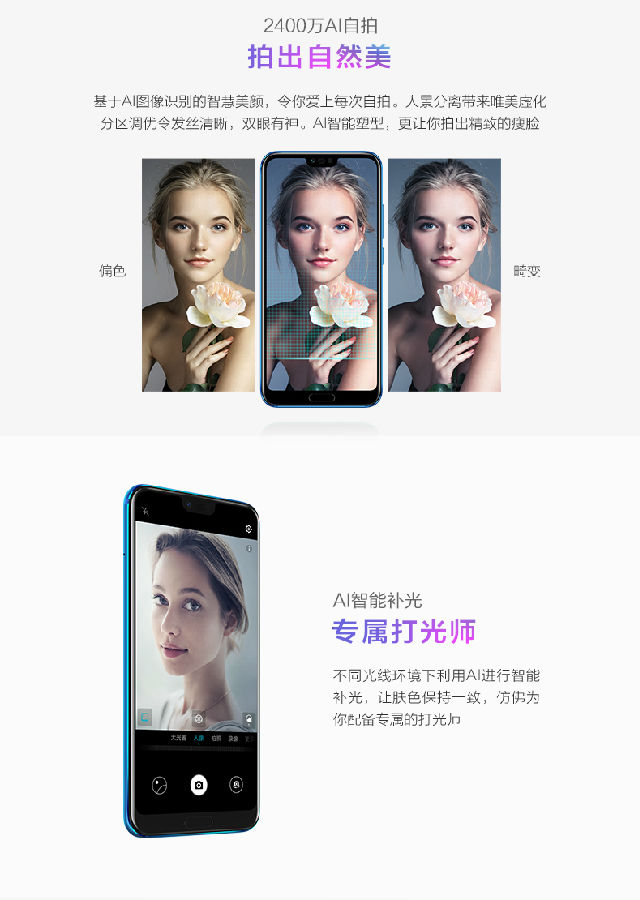 2400万AI自拍
拍出自然美
基于AI图像识别的智慧美颜，令你爱上每次自拍。人景分离带来唯美虚化
分区调优令发丝清晰，双眼有神。AI智能塑型，更让你拍出精致的瘦脸
偏色
畸变
AI智能补光
专属打光师
不同光线环境下利用AI进行智能
补光，让肤色保持一致，仿佛为
你配备专属的打光师
大光圈 人像 拍照 录像